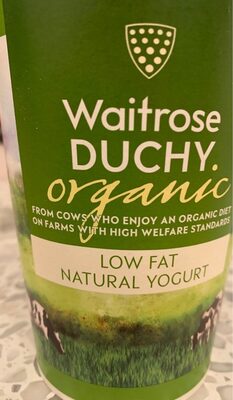 Waitrose
DUCHY
organic
FROM COWS WHO ENJOY AN ORGANIC DIET
ON FARMS WITH HIGH WELFARE STANDARDS
LOW FAT
NATURAL YOGURT